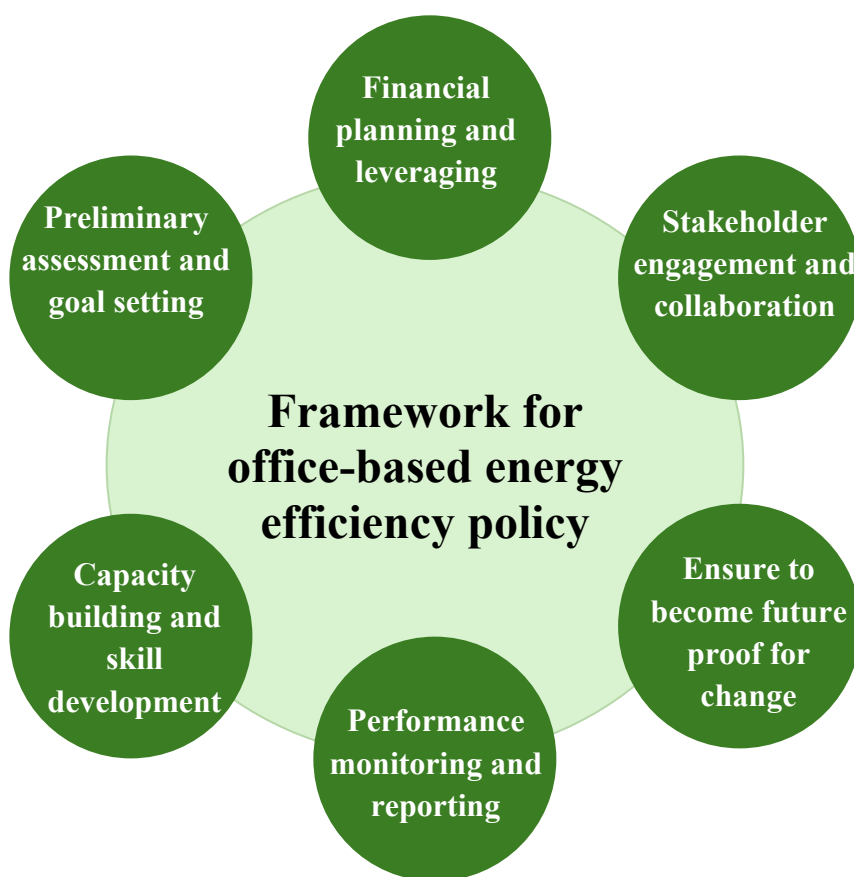 Financial
planning and
leveraging
Preliminary
assessment and
goal setting
Stakeholder
engagement and
collaboration
Framework for
office-based energy
efficiency policy
Capacity
building and
skill
development
Ensure to
become future
proof for
change
Performance
monitoring and
reporting